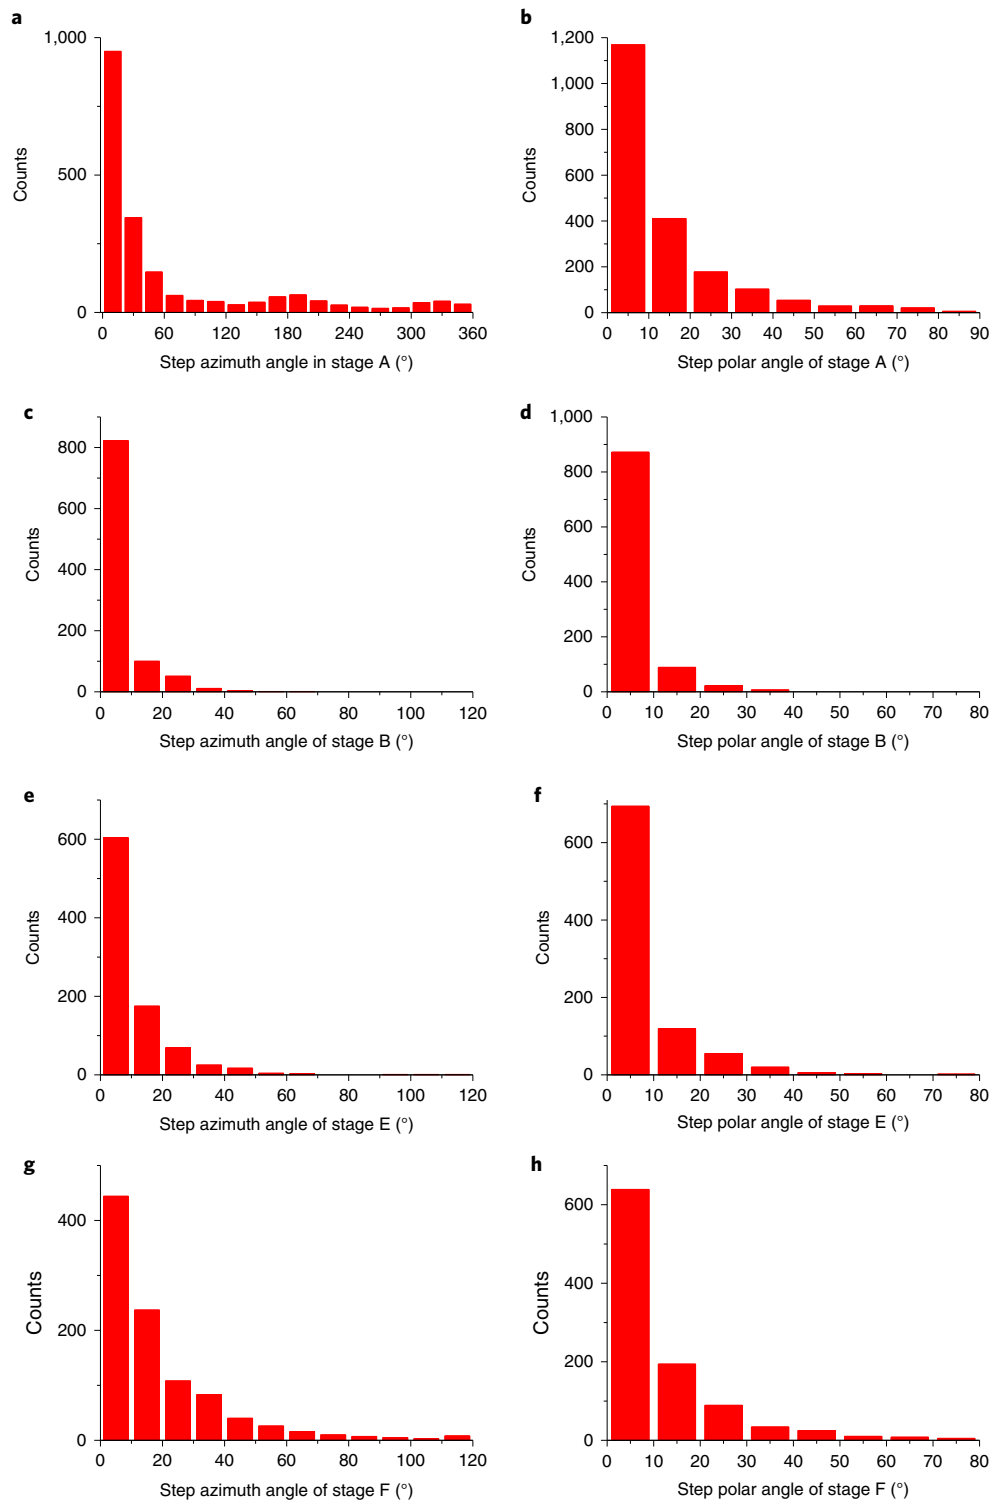 a
1,000
500
0
Counts
0 60 120 180 240 300 360
Step azimuth angle in stage A (°)
b
1,200
1,000
800
600
400
200
0
Counts
0 10 20 30 40 50 60 70 80 90
Step polar angle of stage A (°)
c
800
600
400
200
0
Counts
0 20 40 60 80 100 120
Step azimuth angle of stage B (°)
d
1,000
800
600
400
200
0
Counts
0 10 20 30 40 50 60 70 80
Step polar angle of stage B (°)
e
600
400
200
0
Counts
0 20 40 60 80 100 120
Step azimuth angle of stage E (°)
f
600
400
200
0
Counts
0 10 20 30 40 50 60 70 80
Step polar angle of stage E (°)
g
400
200
0
Counts
0 20 40 60 80 100 120
Step azimuth angle of stage F (°)
h
600
400
200
0
Counts
0 10 20 30 40 50 60 70 80
Step polar angle of stage F (°)